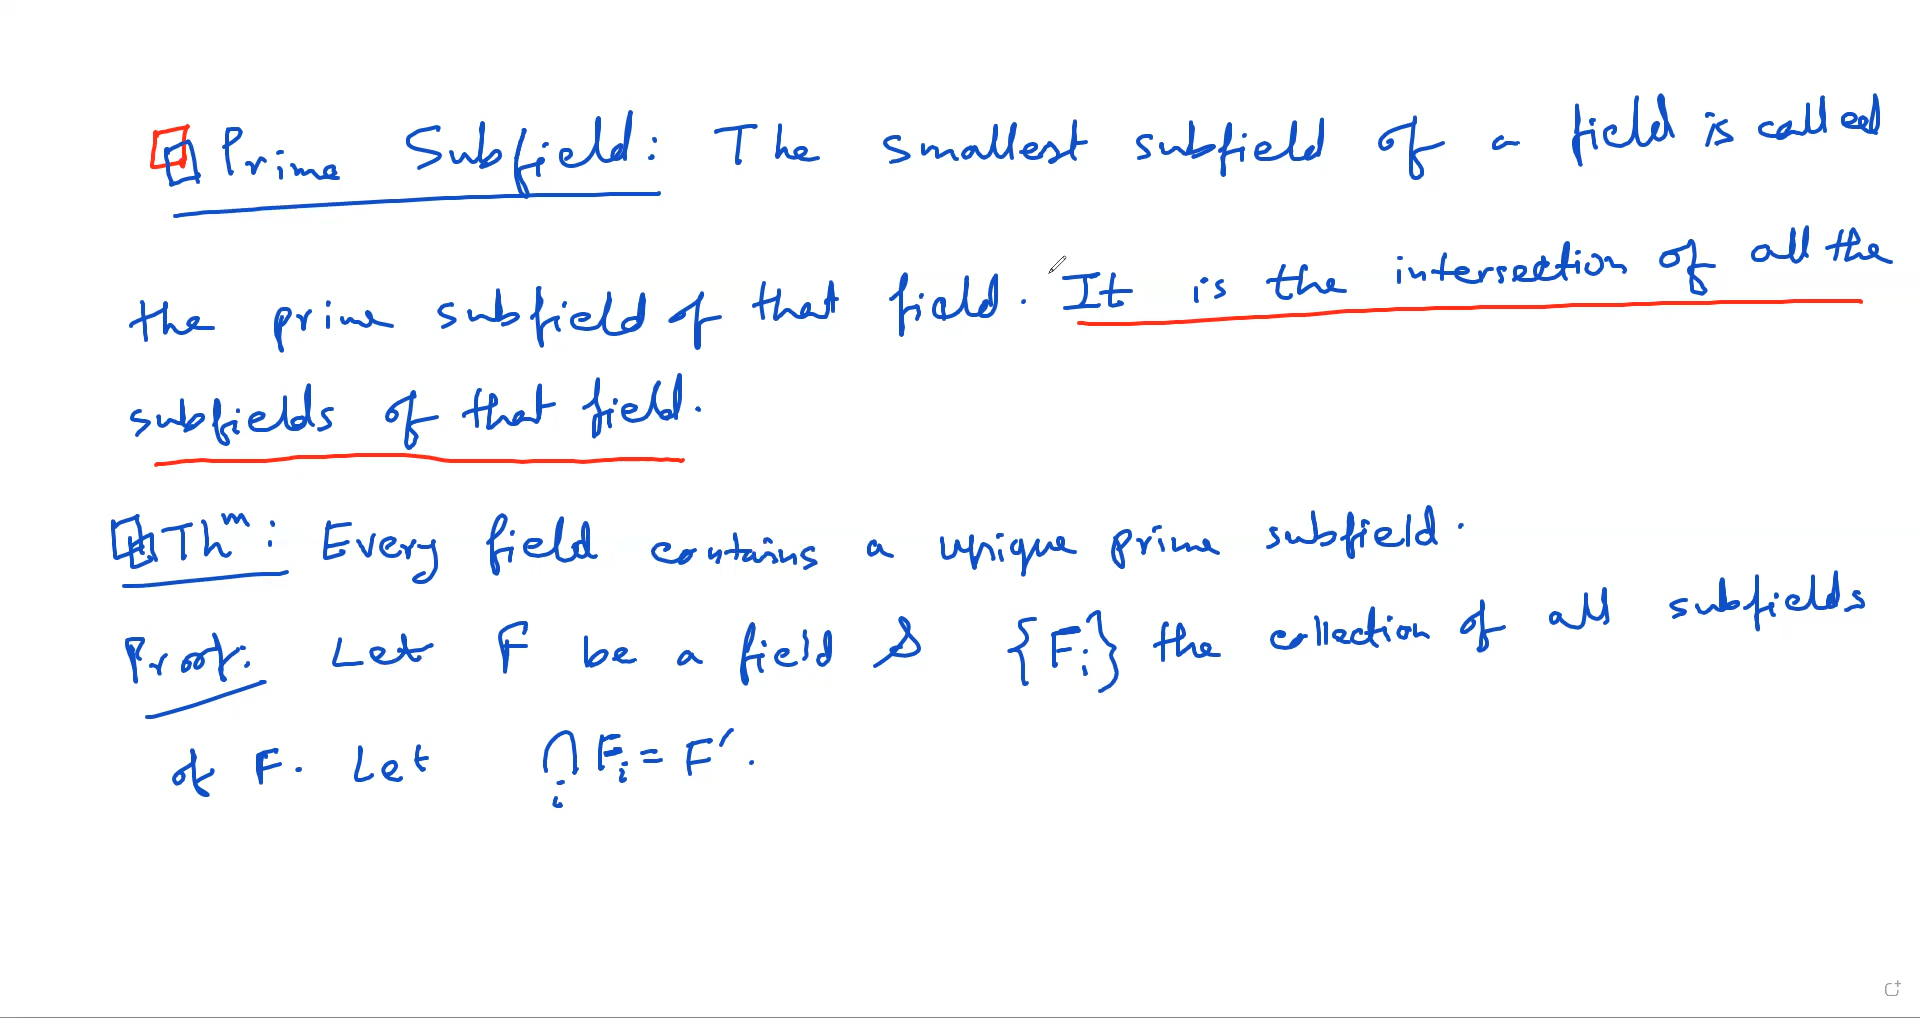 Prime Subfield: The smallest subfield of a field is called
the prime subfield of that field. It is the intersection of all the
subfields of that field.
Thᵐ: Every field contains a unique prime subfield.
Proof. Let F be a field & {Fᵢ} the collection of all subfields
of F. Let ⋂ᵢ Fᵢ = F′.